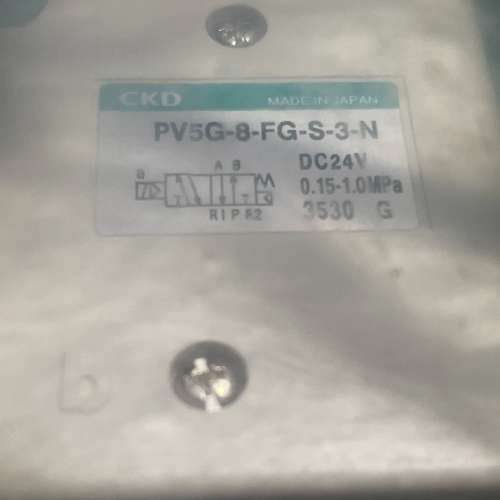 CKD MADE IN JAPAN
PV5G-8-FG-S-3-N
A B DC24V
a 0.15-1.0MPa
R1 P R2 3530 G
b